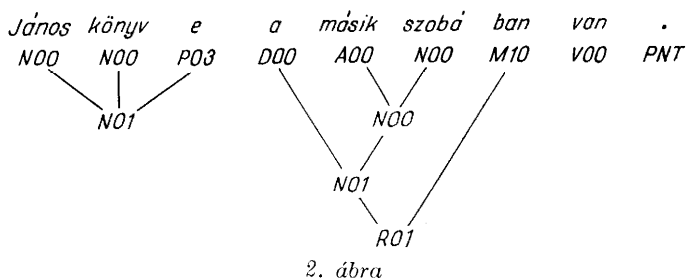 János könyv e a másik szobá ban van .
N00 N00 P03 D00 A00 N00 M10 V00 PNT
N01
N00
N01
R01
2. ábra